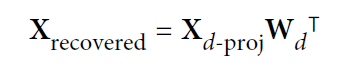 X_recovered = X_d-proj W_d^⊤